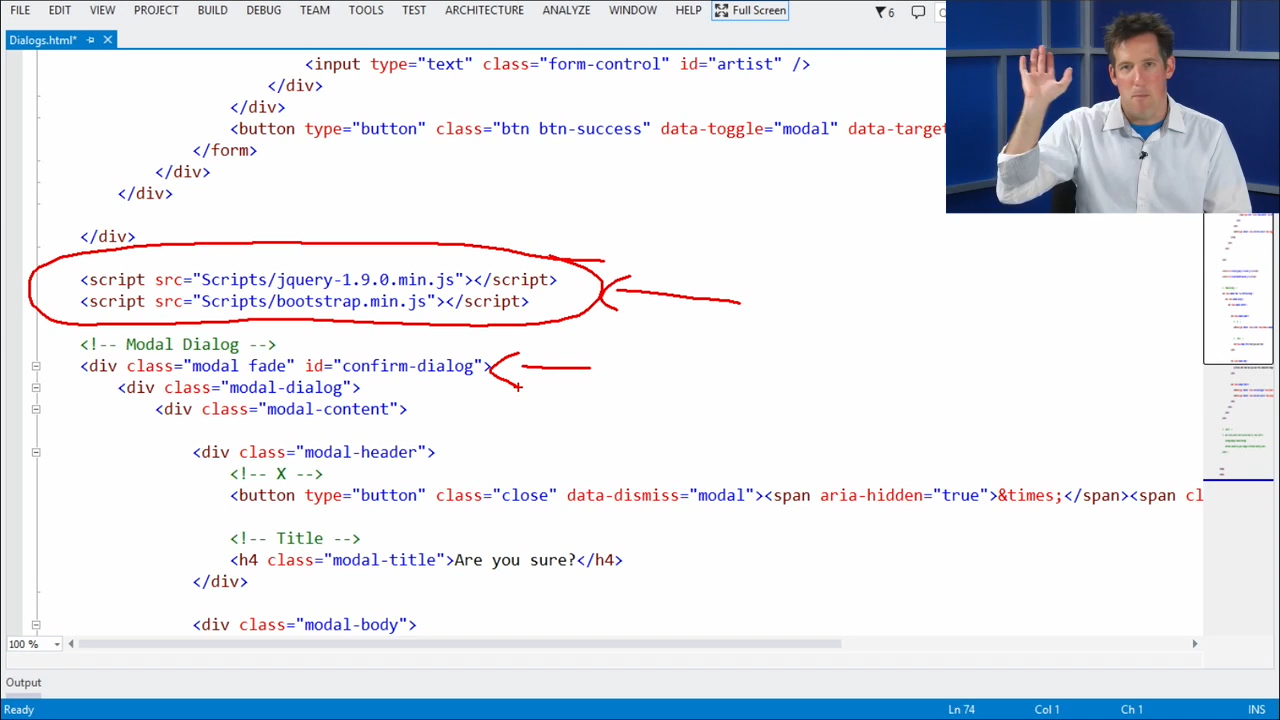 FILE EDIT VIEW PROJECT BUILD DEBUG TEAM TOOLS TEST ARCHITECTURE ANALYZE WINDOW HELP Full Screen 6
Dialogs.html*
<input type="text" class="form-control" id="artist" />
</div>
</div>
<button type="button" class="btn btn-success" data-toggle="modal" data-target
</form>
</div>
</div>
</div>
<script src="Scripts/jquery-1.9.0.min.js"></script>
<script src="Scripts/bootstrap.min.js"></script>
<!-- Modal Dialog -->
<div class="modal fade" id="confirm-dialog">
<div class="modal-dialog">
<div class="modal-content">
<div class="modal-header">
<!-- X -->
<button type="button" class="close" data-dismiss="modal"><span aria-hidden="true">&times;</span><span cl
<!-- Title -->
<h4 class="modal-title">Are you sure?</h4>
</div>
<div class="modal-body">
100 %
Output
Ready Ln 74 Col 1 Ch 1 INS